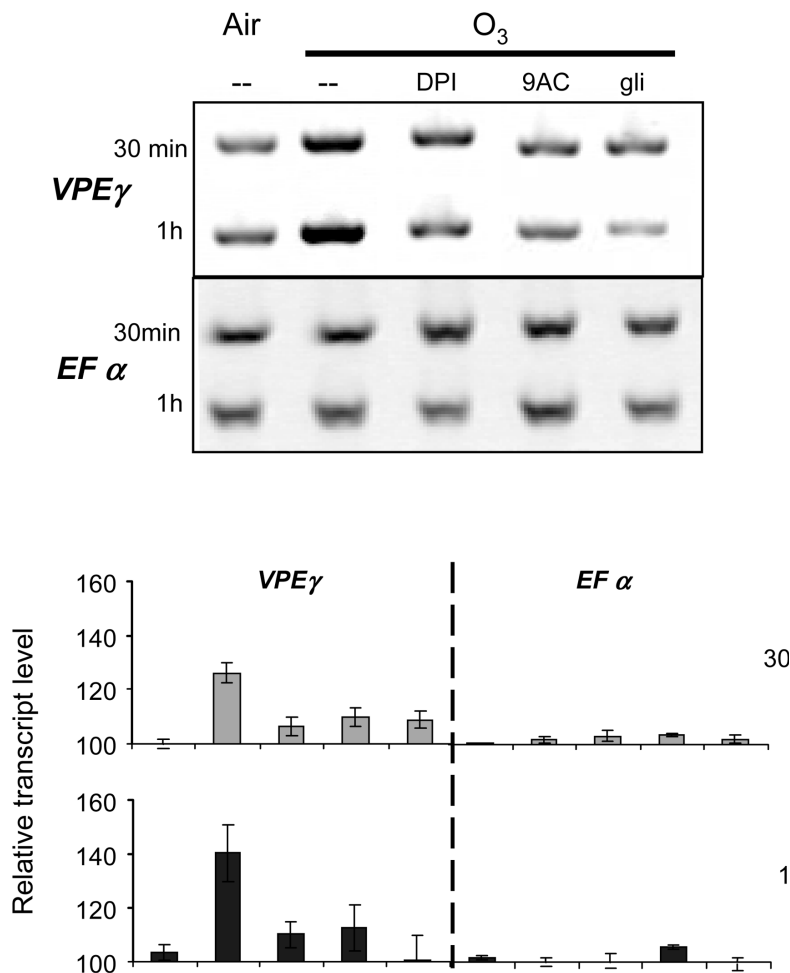 Air O3
-- -- DPI 9AC gli
30 min
VPEγ
1h
30min
EF α
1h
VPEγ EF α
160
140
120
100
30
160
140
120
100
1
Relative transcript level